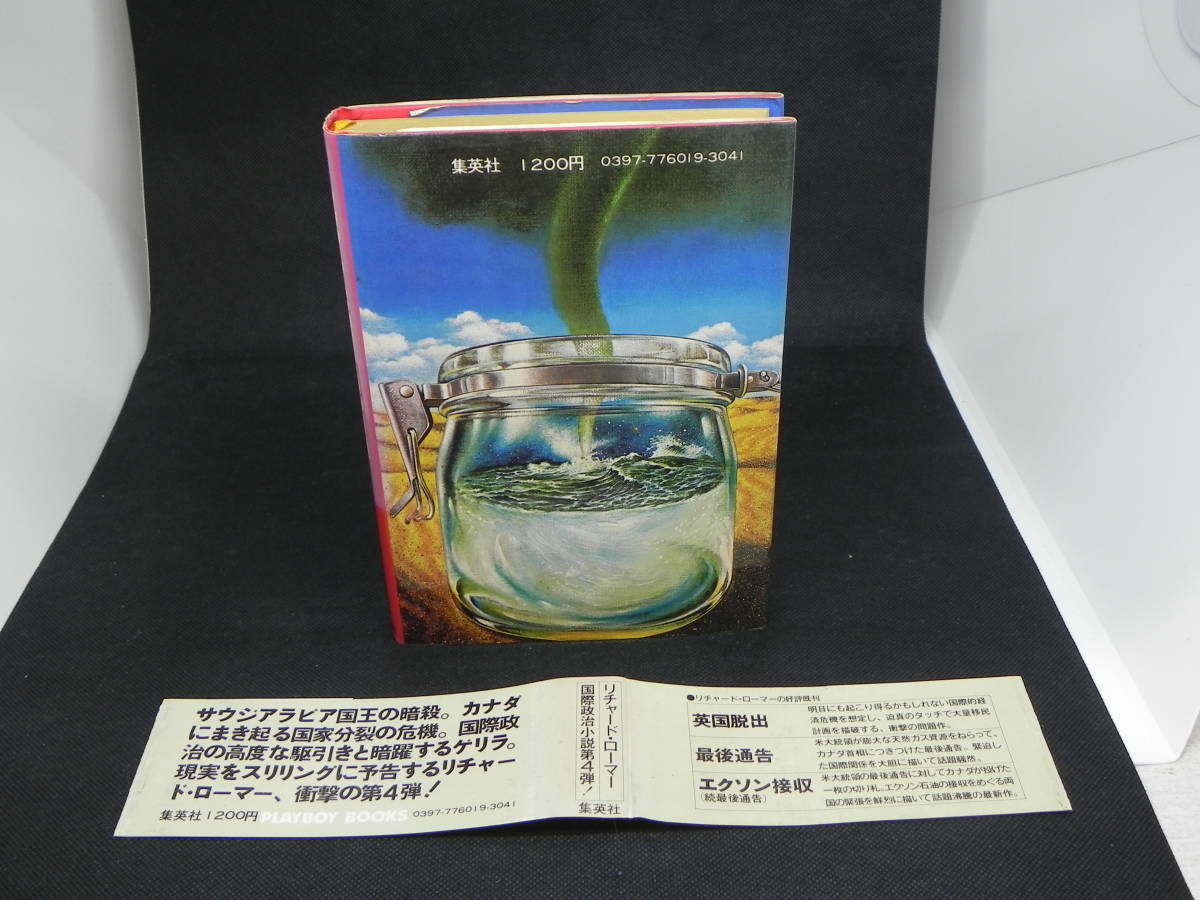 集英社 1200円 0397-776019-3041
サウジアラビア国王の暗殺。カナダ
にまき起る国家分裂の危機。国際政
治の高度な駆引きと暗躍するゲリラ。
現実をスリリングに予告するリチャー
ド・ローマー、衝撃の第4弾!
集英社 1200円 PLAYBOY BOOKS 0397-776019-3041
リチャード・ローマー
国際政治小説第4弾!
集英社
●リチャード・ローマーの好評既刊
英国脱出
明日にも起こり得るかもしれない国際的経
済危機を想定し、迫真のタッチで大量移民
計画を描破する。衝撃の問題作。
最後通告
米大統領が膨大な天然ガス資源をねらって、
カナダ首相につきつけた最後通告。緊迫し
た国際関係を大胆に描いて話題騒然。
エクソン接収
(続最後通告)
米大統領の最後通告に対してカナダが投げた
一枚の切り札。エクソン石油の接収をめぐる両
国の緊張を鮮烈に描いて話題沸騰の最新作。